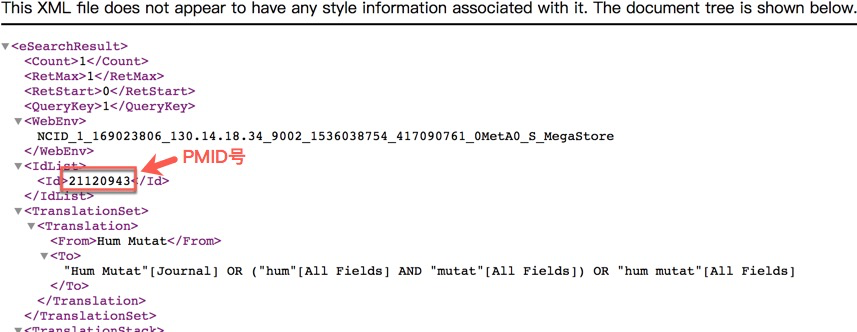 This XML file does not appear to have any style information associated with it. The document tree is shown below.
▼<eSearchResult>
<Count>1</Count>
<RetMax>1</RetMax>
<RetStart>0</RetStart>
<QueryKey>1</QueryKey>
▼<WebEnv>
NCID_1_169023806_130.14.18.34_9002_1536038754_417090761_0MetA0_S_MegaStore
</WebEnv>
PMID号
▼<IdList>
<Id>21120943</Id>
</IdList>
▼<TranslationSet>
▼<Translation>
<From>Hum Mutat</From>
▼<To>
"Hum Mutat"[Journal] OR ("hum"[All Fields] AND "mutat"[All Fields]) OR "hum mutat"[All Fields]
</To>
</Translation>
</TranslationSet>
▼<TranslationStack>